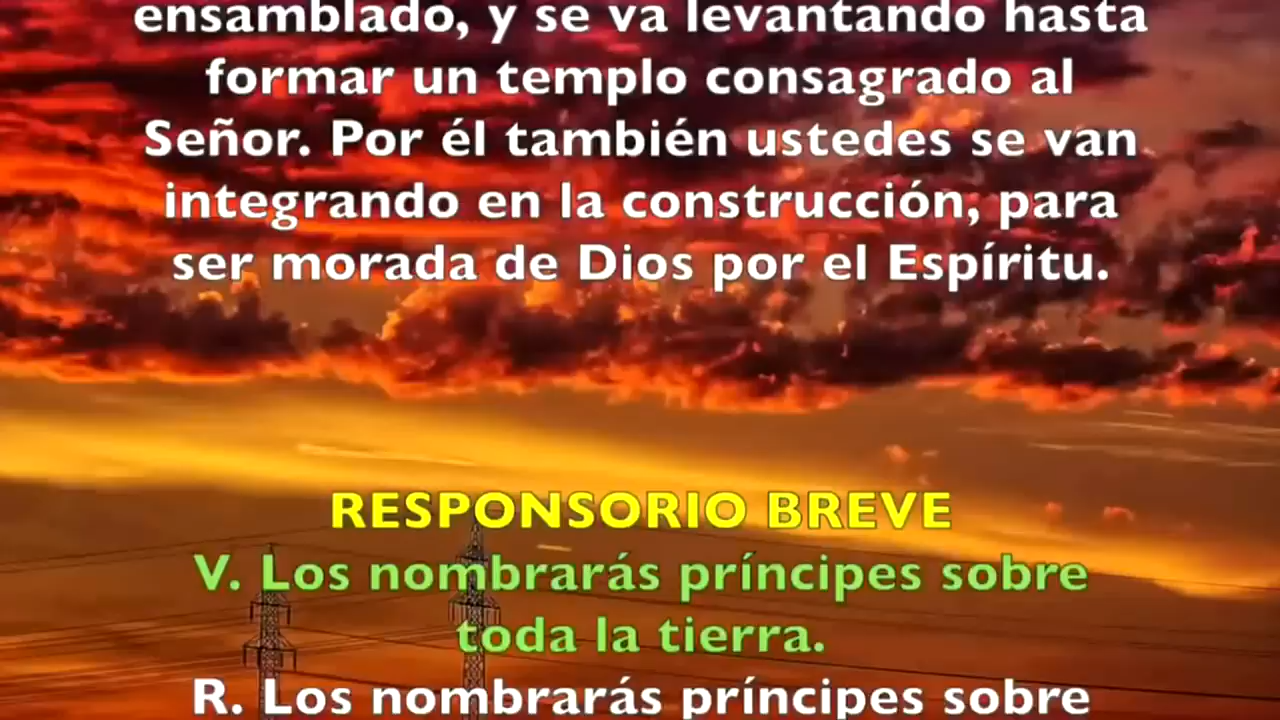 ensamblado, y se va levantando hasta
formar un templo consagrado al
Señor. Por él también ustedes se van
integrando en la construcción, para
ser morada de Dios por el Espíritu.
RESPONSORIO BREVE
V. Los nombrarás príncipes sobre
toda la tierra.
R. Los nombrarás príncipes sobre